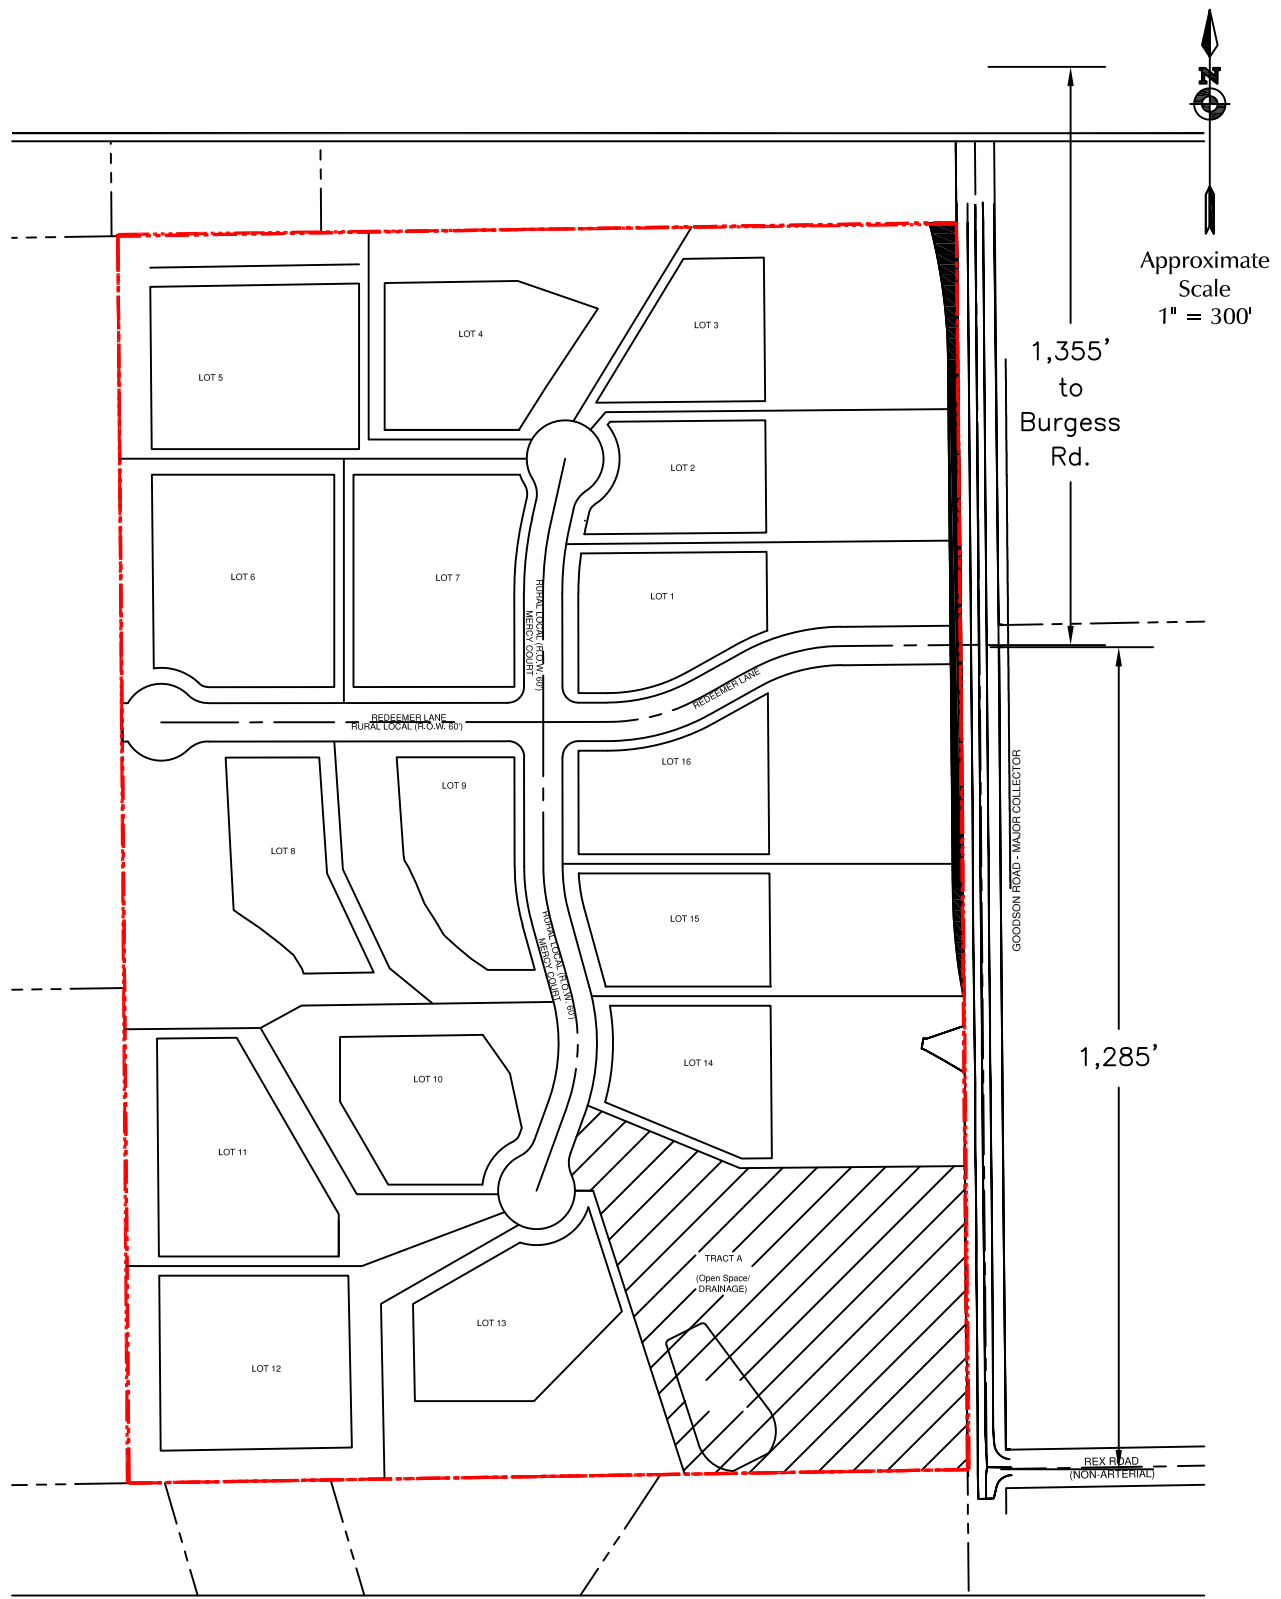 N
Approximate
Scale
1" = 300'
1,355'
to
Burgess
Rd.
LOT 3
LOT 4
LOT 5
LOT 2
LOT 6
LOT 7
LOT 1
RURAL LOCAL (R.O.W. 60')
MERCY COURT
REDEEMER LANE
REDEEMER LANE
RURAL LOCAL (R.O.W. 60')
LOT 16
LOT 9
LOT 8
GOODSON ROAD - MAJOR COLLECTOR
LOT 15
RURAL LOCAL (R.O.W. 60')
MERCY COURT
1,285'
LOT 14
LOT 10
LOT 11
TRACT A
(Open Space/
DRAINAGE)
LOT 13
LOT 12
REX ROAD
(NON-ARTERIAL)